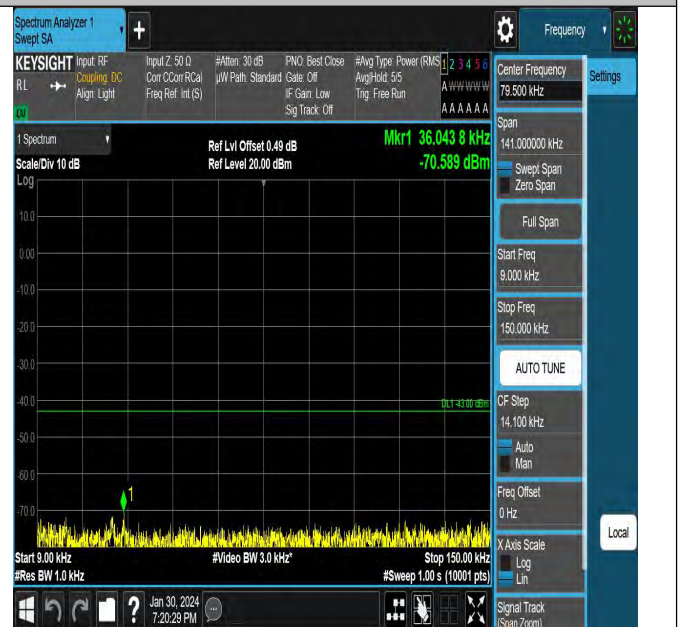 Spectrum Analyzer 1
Swept SA
+
Frequency
KEYSIGHT
RL
LXI
Input: RF
Coupling: DC
Align: Light
Input Z: 50 Ω
Corr CCorr RCal
Freq Ref: Int (S)
#Atten: 30 dB
µW Path: Standard
PNO: Best Close
Gate: Off
IF Gain: Low
Sig Track: Off
#Avg Type: Power (RMS
Avg|Hold: 5/5
Trig: Free Run
1 2 3 4 5 6
A W W W W W
A A A A A A
1 Spectrum
Scale/Div 10 dB
Ref Lvl Offset 0.49 dB
Ref Level 20.00 dBm
Mkr1 36.043 8 kHz
-70.589 dBm
Log
10.0
0.00
-10.0
-20.0
-30.0
-40.0
-50.0
-60.0
-70.0
DL1 -43.00 dBm
1
Start 9.00 kHz
#Res BW 1.0 kHz
#Video BW 3.0 kHz*
Stop 150.00 kHz
#Sweep 1.00 s (10001 pts)
Jan 30, 2024
7:20:29 PM
?
Center Frequency
79.500 kHz
Settings
Span
141.000000 kHz
Swept Span
Zero Span
Full Span
Start Freq
9.000 kHz
Stop Freq
150.000 kHz
AUTO TUNE
CF Step
14.100 kHz
Auto
Man
Freq Offset
0 Hz
Local
X Axis Scale
Log
Lin
Signal Track
(Span Zoom)